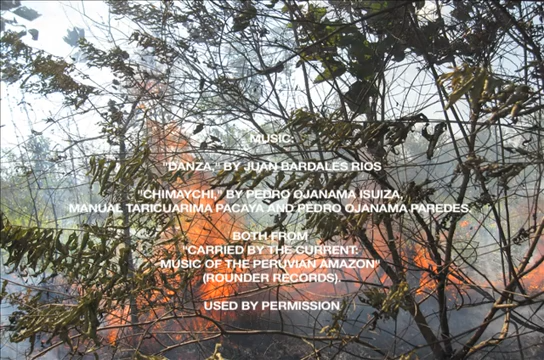 MUSIC:
"DANZA," BY JUAN BARDALES RIOS
"CHIMAYCHI," BY PEDRO OJANAMA ISUIZA,
MANUAL TARICUARIMA PACAYA AND PEDRO OJANAMA PAREDES.
BOTH FROM
"CARRIED BY THE CURRENT:
MUSIC OF THE PERUVIAN AMAZON"
(ROUNDER RECORDS).
USED BY PERMISSION